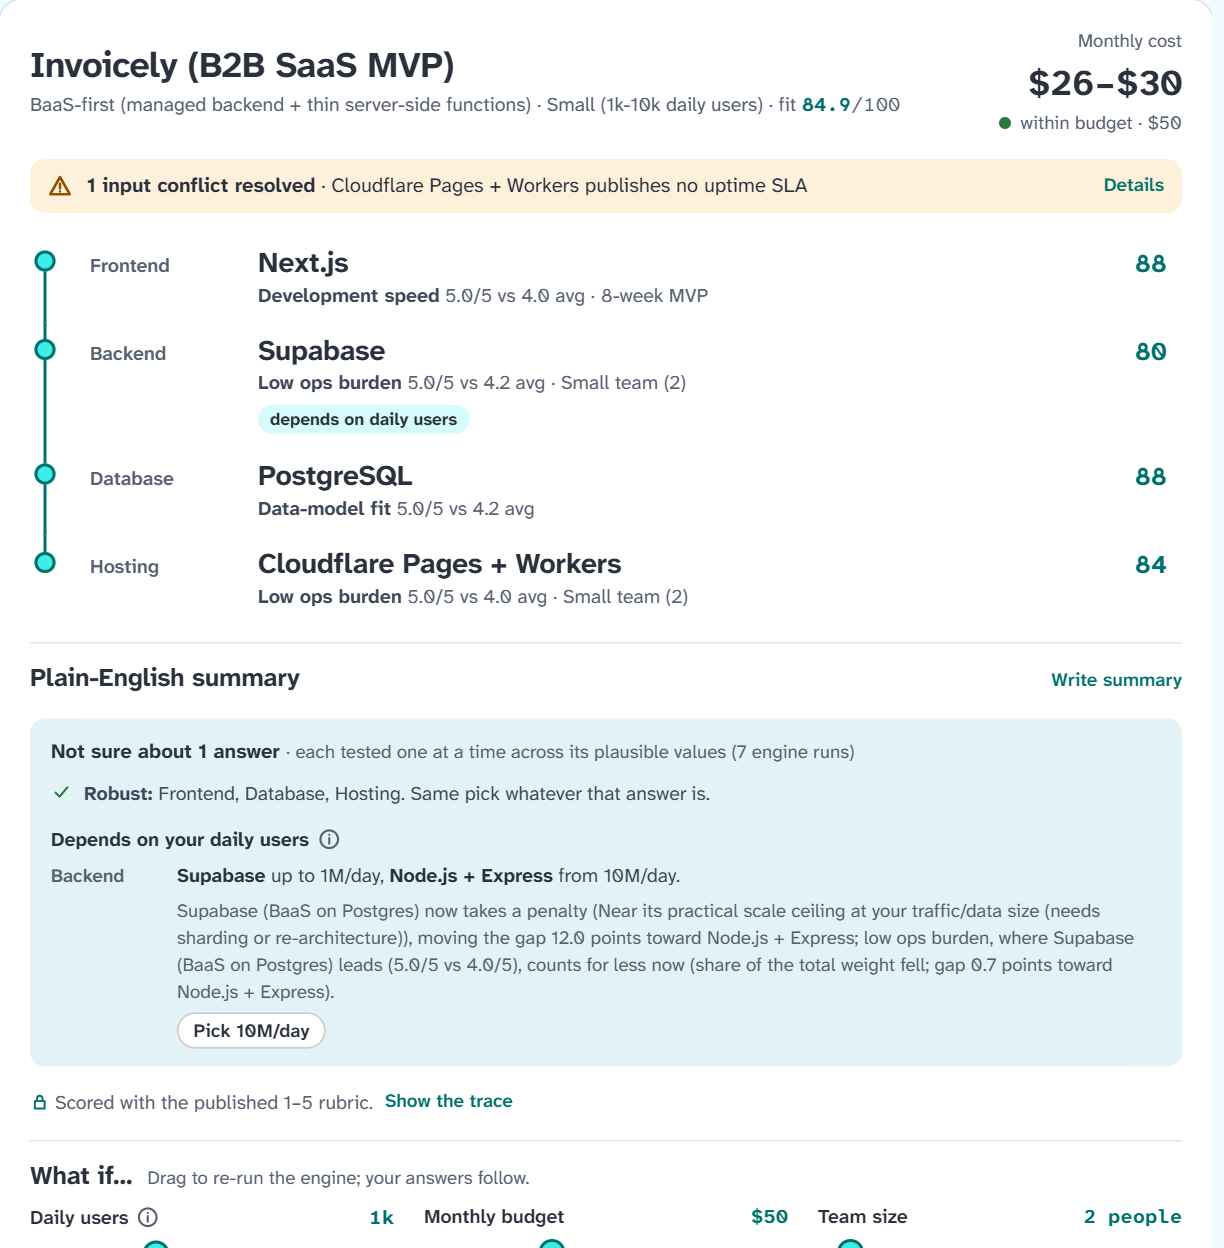 Invoicely (B2B SaaS MVP)
BaaS-first (managed backend + thin server-side functions) · Small (1k-10k daily users) · fit 84.9/100
Monthly cost
$26–$30
within budget · $50
1 input conflict resolved · Cloudflare Pages + Workers publishes no uptime SLA
Details
Frontend
Next.js
88
Development speed 5.0/5 vs 4.0 avg · 8-week MVP
Backend
Supabase
80
Low ops burden 5.0/5 vs 4.2 avg · Small team (2)
depends on daily users
Database
PostgreSQL
88
Data-model fit 5.0/5 vs 4.2 avg
Hosting
Cloudflare Pages + Workers
84
Low ops burden 5.0/5 vs 4.0 avg · Small team (2)
Plain-English summary
Write summary
Not sure about 1 answer · each tested one at a time across its plausible values (7 engine runs)
Robust: Frontend, Database, Hosting. Same pick whatever that answer is.
Depends on your daily users
Backend
Supabase up to 1M/day, Node.js + Express from 10M/day.
Supabase (BaaS on Postgres) now takes a penalty (Near its practical scale ceiling at your traffic/data size (needs
sharding or re-architecture)), moving the gap 12.0 points toward Node.js + Express; low ops burden, where Supabase
(BaaS on Postgres) leads (5.0/5 vs 4.0/5), counts for less now (share of the total weight fell; gap 0.7 points toward
Node.js + Express).
Pick 10M/day
Scored with the published 1–5 rubric. Show the trace
What if... Drag to re-run the engine; your answers follow.
Daily users
1k
Monthly budget
$50
Team size
2 people